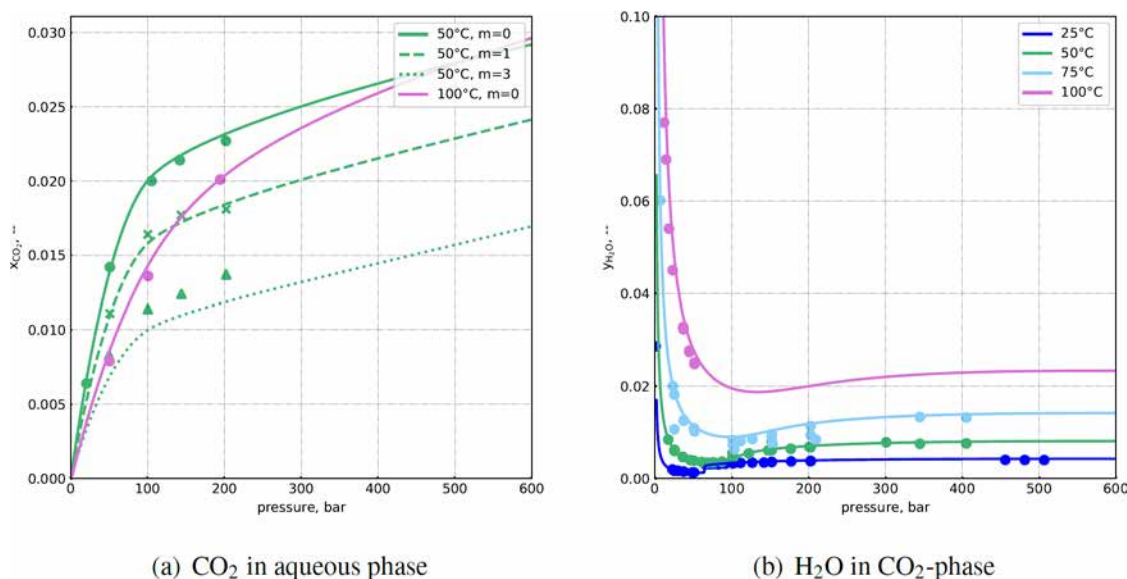 0.030
0.025
0.020
0.015
0.010
0.005
0.000
xCO₂, --
50°C, m=0
50°C, m=1
50°C, m=3
100°C, m=0
0 100 200 300 400 500 600
pressure, bar
(a) CO₂ in aqueous phase
0.10
0.08
0.06
0.04
0.02
0.00
yH₂O, --
25°C
50°C
75°C
100°C
0 100 200 300 400 500 600
pressure, bar
(b) H₂O in CO₂-phase